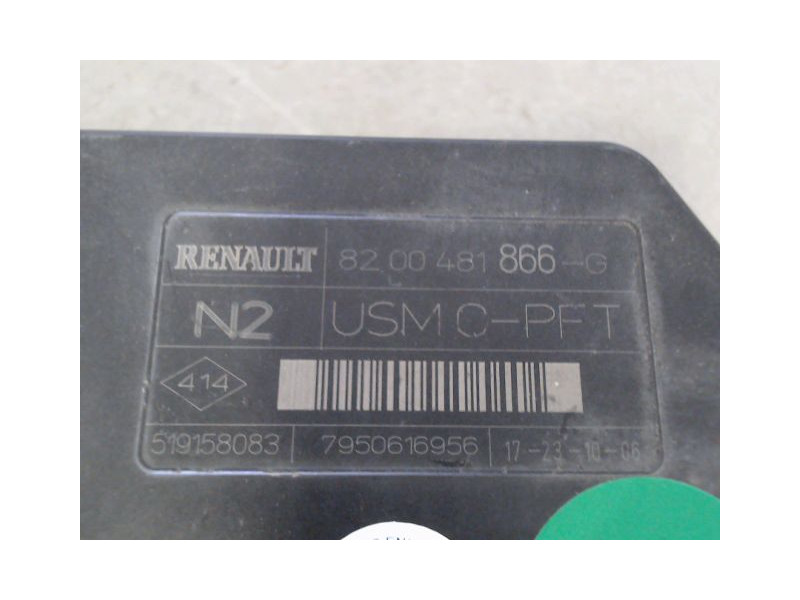 RENAULT 82 00 481 866-G
N2 USM C-PFT
414
519158083 7950616956 17-23-10-06